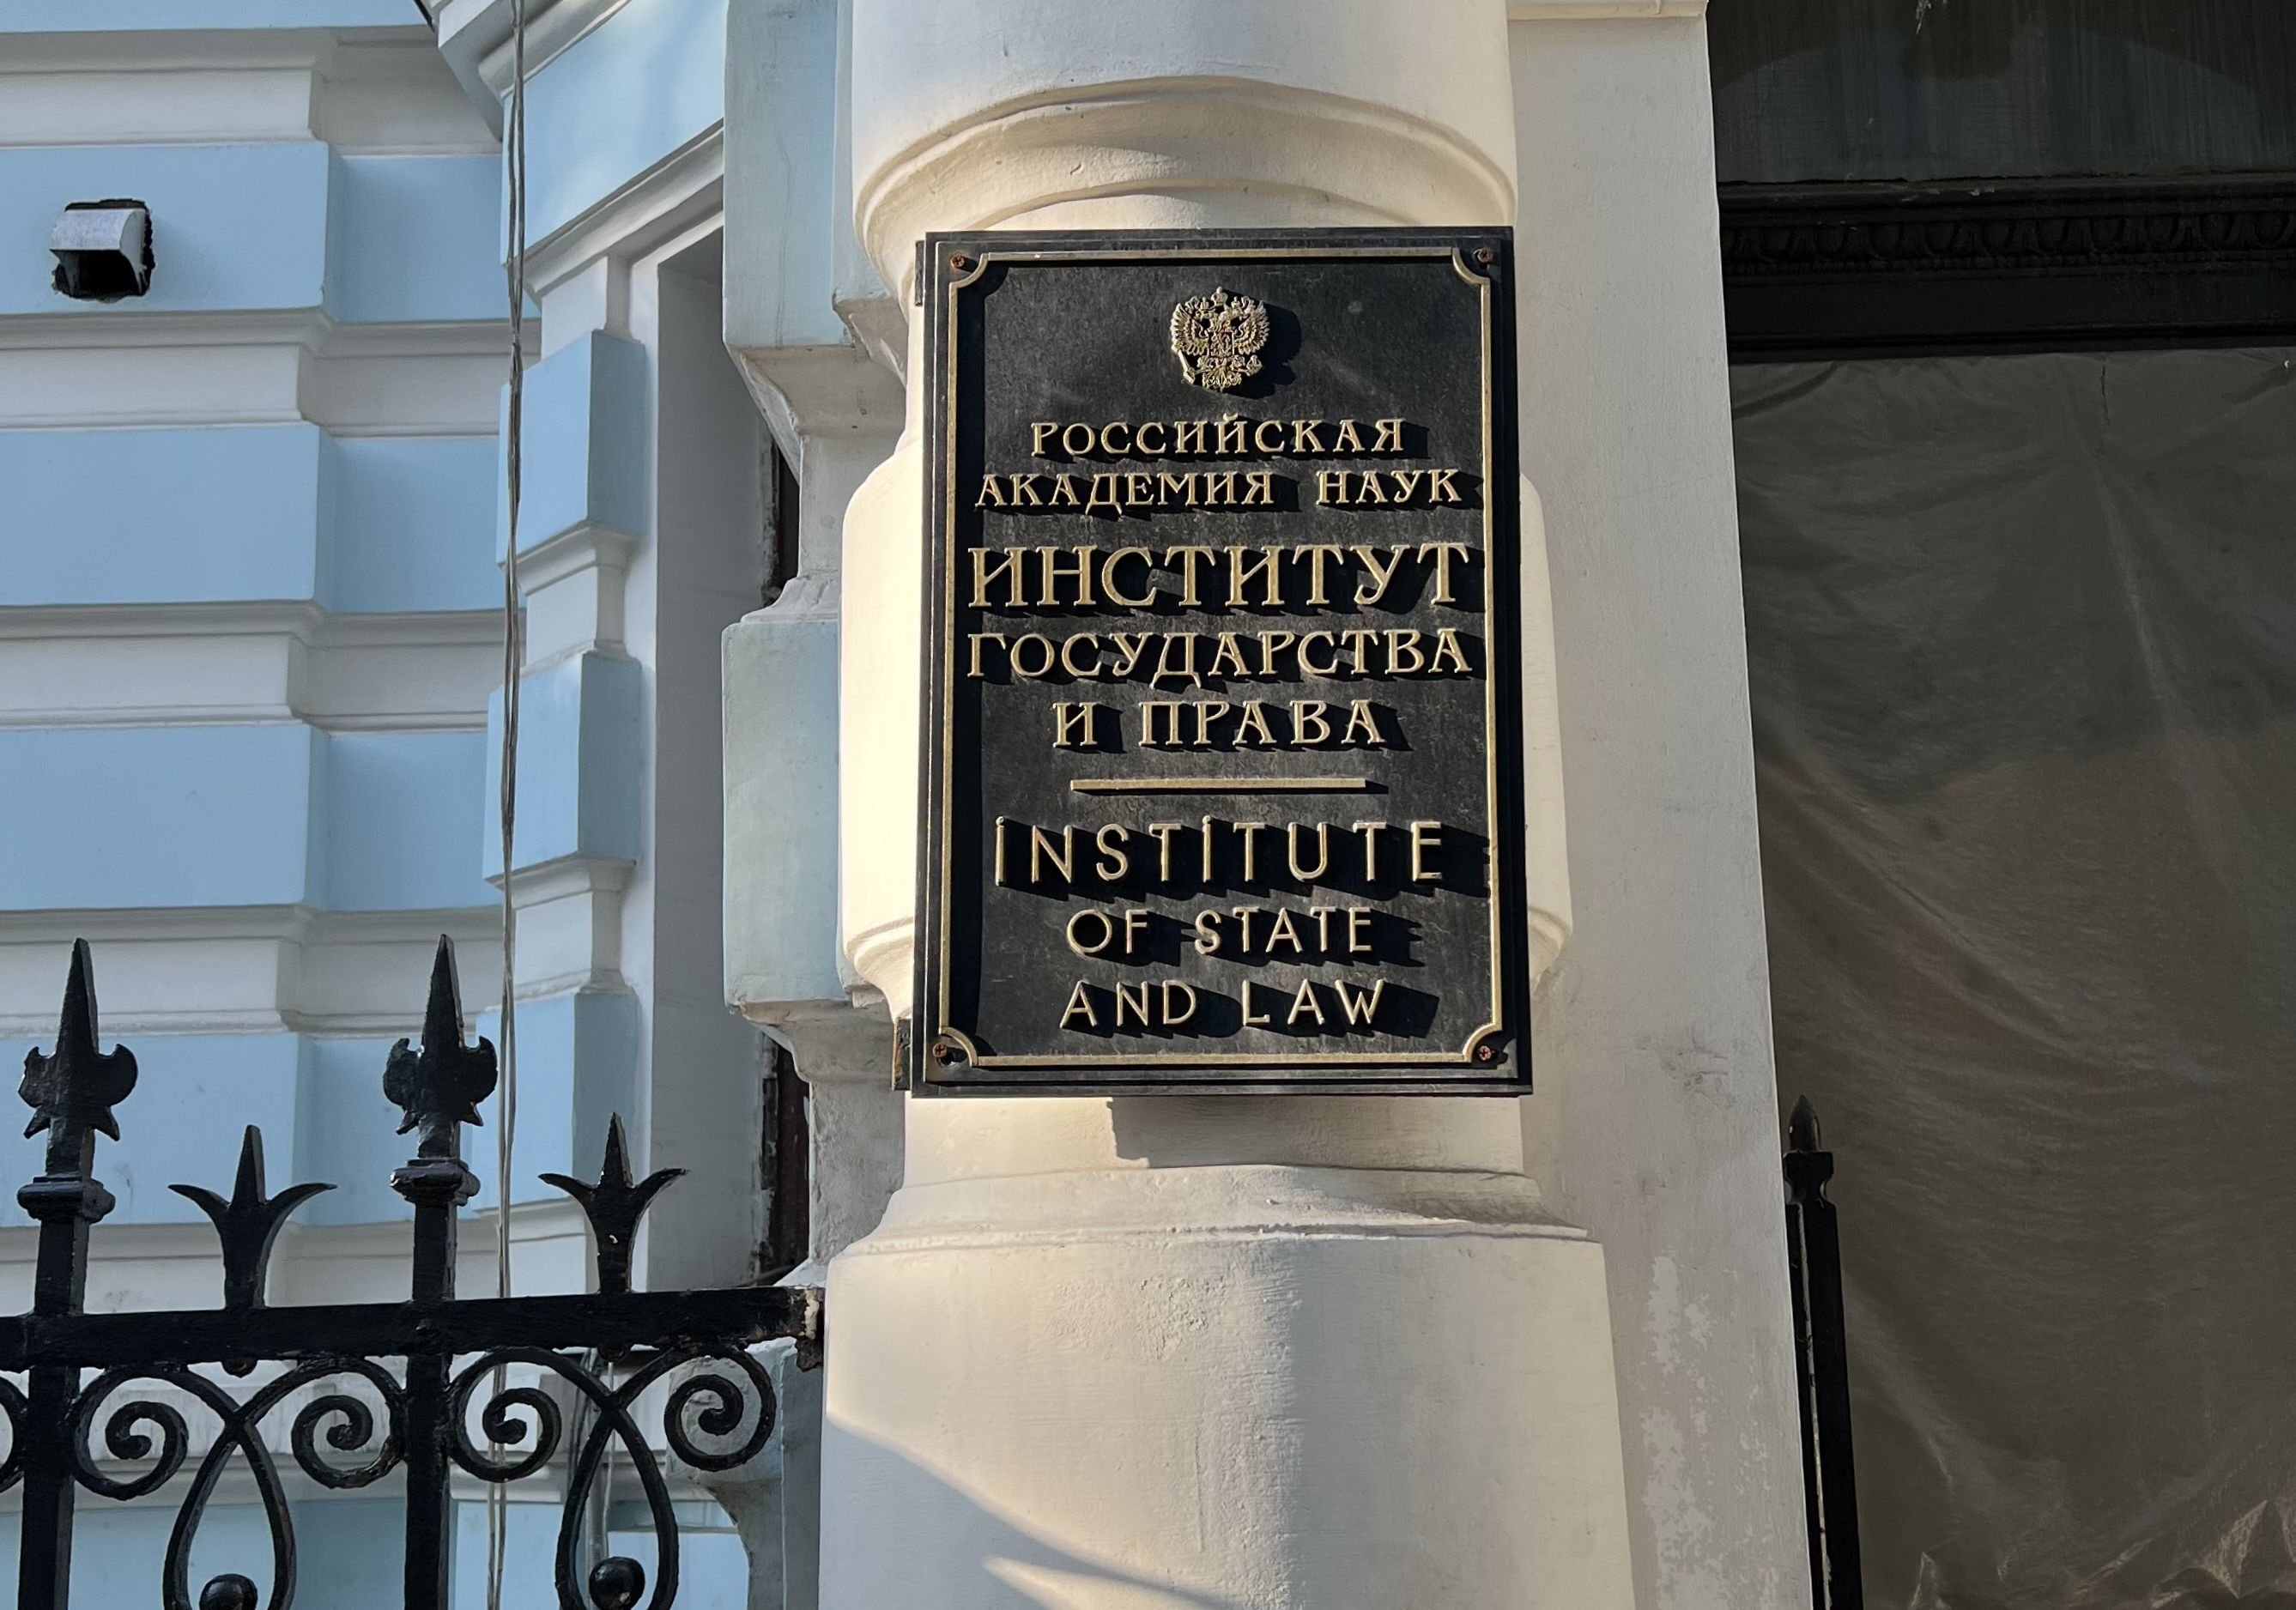 РОССИЙСКАЯ
АКАДЕМИЯ НАУК
ИНСТИТУТ
ГОСУДАРСТВА
И ПРАВА
INSTITUTE
OF STATE
AND LAW